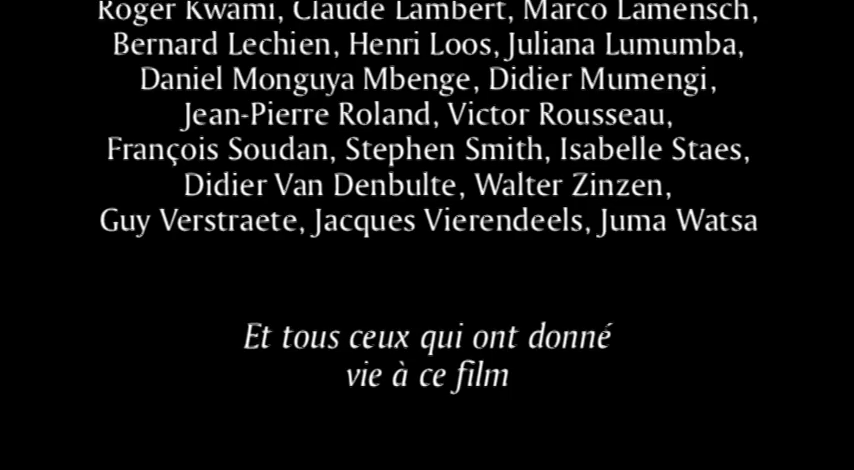 Roger Kwami, Claude Lambert, Marco Lamensch,
Bernard Lechien, Henri Loos, Juliana Lumumba,
Daniel Monguya Mbenge, Didier Mumengi,
Jean-Pierre Roland, Victor Rousseau,
François Soudan, Stephen Smith, Isabelle Staes,
Didier Van Denbulte, Walter Zinzen,
Guy Verstraete, Jacques Vierendeels, Juma Watsa
Et tous ceux qui ont donné
vie à ce film